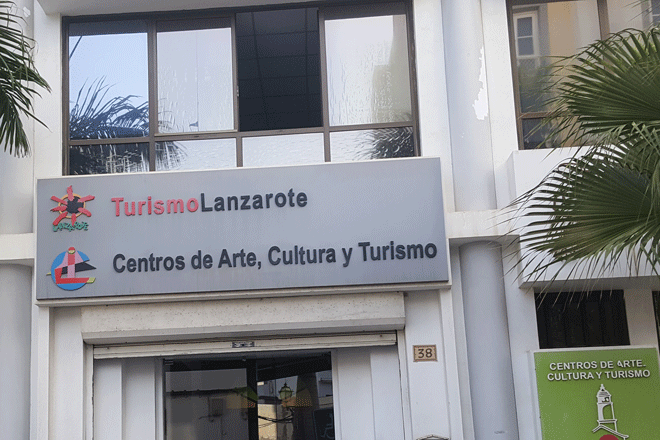 TurismoLanzarote
Centros de Arte, Cultura y Turismo
38
CENTROS DE ARTE,
CULTURA Y TURISMO